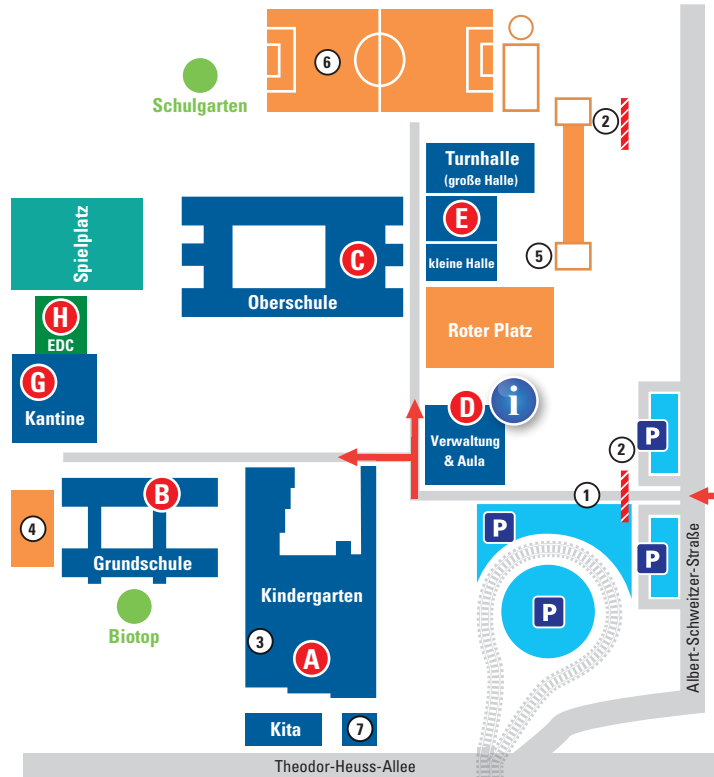 6
Schulgarten
2
Turnhalle
(große Halle)
E
kleine Halle
5
Spielplatz
C
Oberschule
H
EDC
G
Kantine
Roter Platz
D
i
Verwaltung
& Aula
P
2
1
B
4
Grundschule
P
P
Kindergarten
P
Biotop
3
A
Albert-Schweitzer-Straße
Kita
7
Theodor-Heuss-Allee